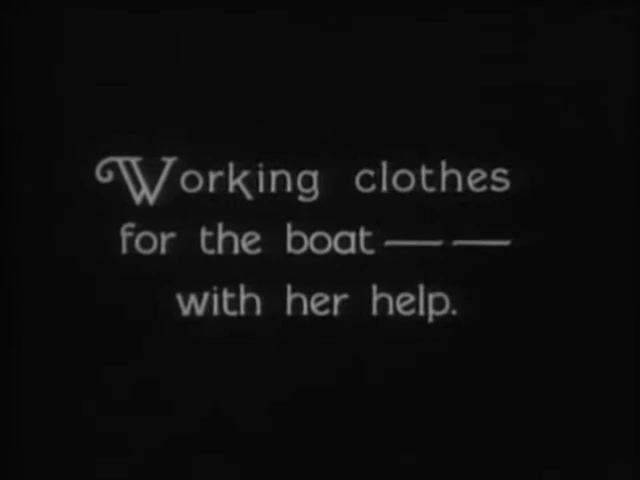 Working clothes
for the boat — —
with her help.